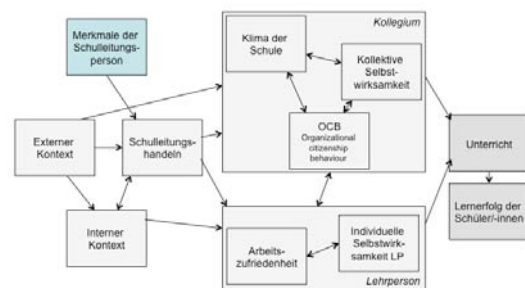 Kollegium
Merkmale der
Schulleitungs-
person
Klima der
Schule
Kollektive
Selbst-
wirksamkeit
OCB
Organizational
citizenship
behaviour
Externer
Kontext
Schulleitungs-
handeln
Unterricht
Lernerfolg der
Schüler/-innen
Interner
Kontext
Arbeits-
zufriedenheit
Individuelle
Selbstwirk-
samkeit LP
Lehrperson